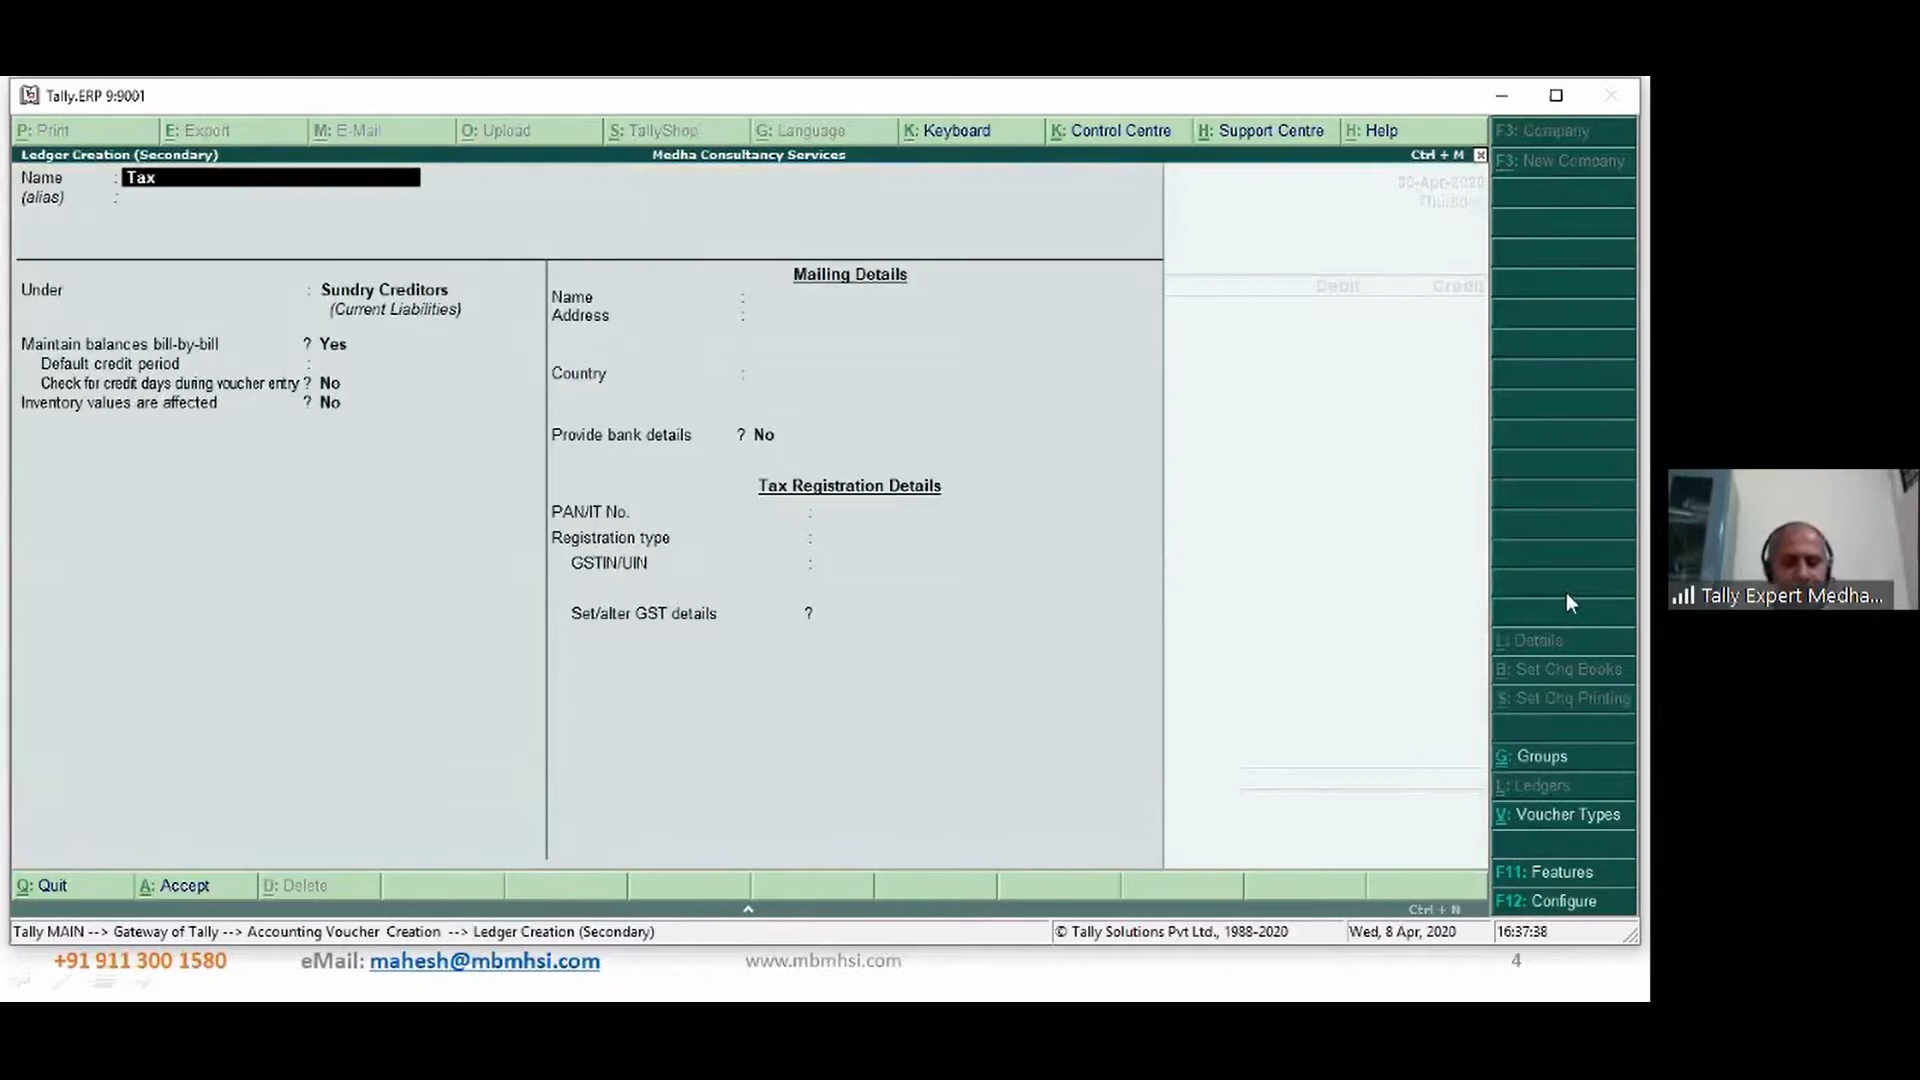 Tally.ERP 9:9001
P: Print E: Export M: E-Mail O: Upload S: TallyShop G: Language K: Keyboard K: Control Centre H: Support Centre H: Help F3: Company
Ledger Creation (Secondary) Medha Consultancy Services Ctrl + M
F3: New Company
Name : Tax
(alias) :
30-Apr-2020
Under : Sundry Creditors
(Current Liabilities)
Maintain balances bill-by-bill ? Yes
Default credit period :
Check for credit days during voucher entry ? No
Inventory values are affected ? No
Mailing Details
Name :
Address :
Country :
Provide bank details ? No
Tax Registration Details
PAN/IT No. :
Registration type :
GSTIN/UIN :
Set/alter GST details ?
Debit Credit
L: Details
B: Set Chq Books
S: Set Chq Printing
G: Groups
L: Ledgers
V: Voucher Types
F11: Features
F12: Configure
Q: Quit A: Accept D: Delete
Ctrl + N
Tally MAIN --> Gateway of Tally --> Accounting Voucher Creation --> Ledger Creation (Secondary) © Tally Solutions Pvt Ltd., 1988-2020 Wed, 8 Apr, 2020 16:37:38
+91 911 300 1580 eMail: mahesh@mbmhsi.com www.mbmhsi.com 4
Tally Expert Medha...